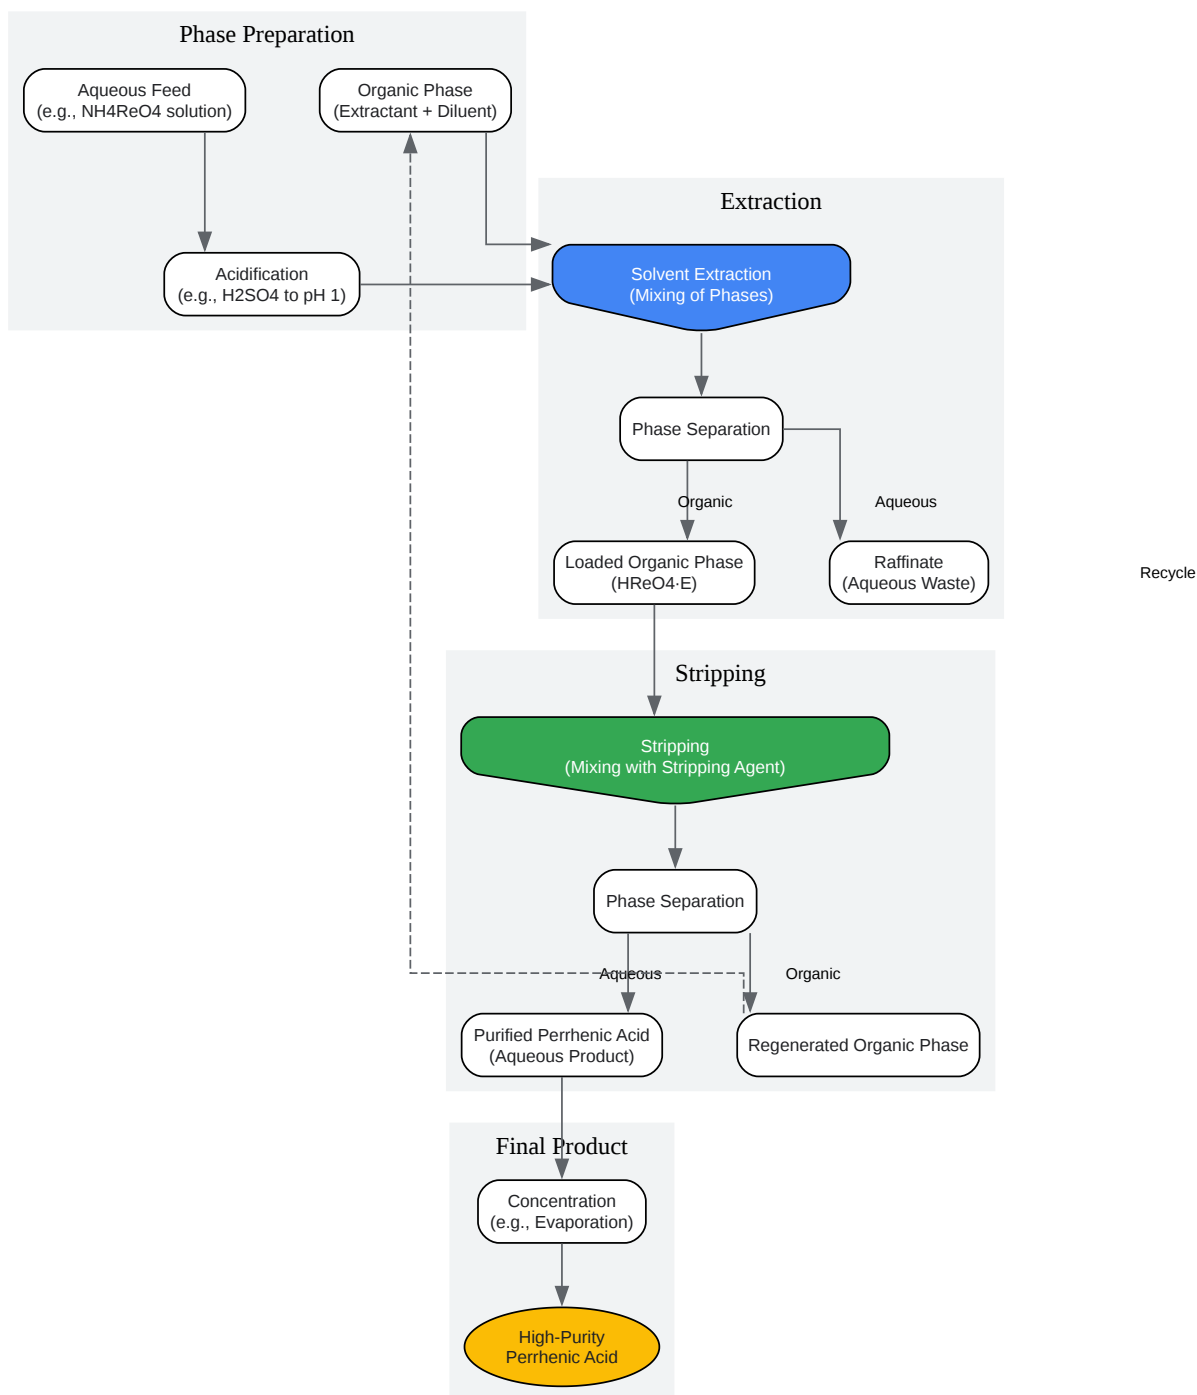 Phase Preparation
Aqueous Feed
(e.g., NH4ReO4 solution)
Organic Phase
(Extractant + Diluent)
Acidification
(e.g., H2SO4 to pH 1)
Extraction
Solvent Extraction
(Mixing of Phases)
Phase Separation
Organic
Aqueous
Loaded Organic Phase
(HReO4·E)
Raffinate
(Aqueous Waste)
Recycle
Stripping
Stripping
(Mixing with Stripping Agent)
Phase Separation
Aqueous
Organic
Purified Perrhenic Acid
(Aqueous Product)
Regenerated Organic Phase
Final Product
Concentration
(e.g., Evaporation)
High-Purity
Perrhenic Acid